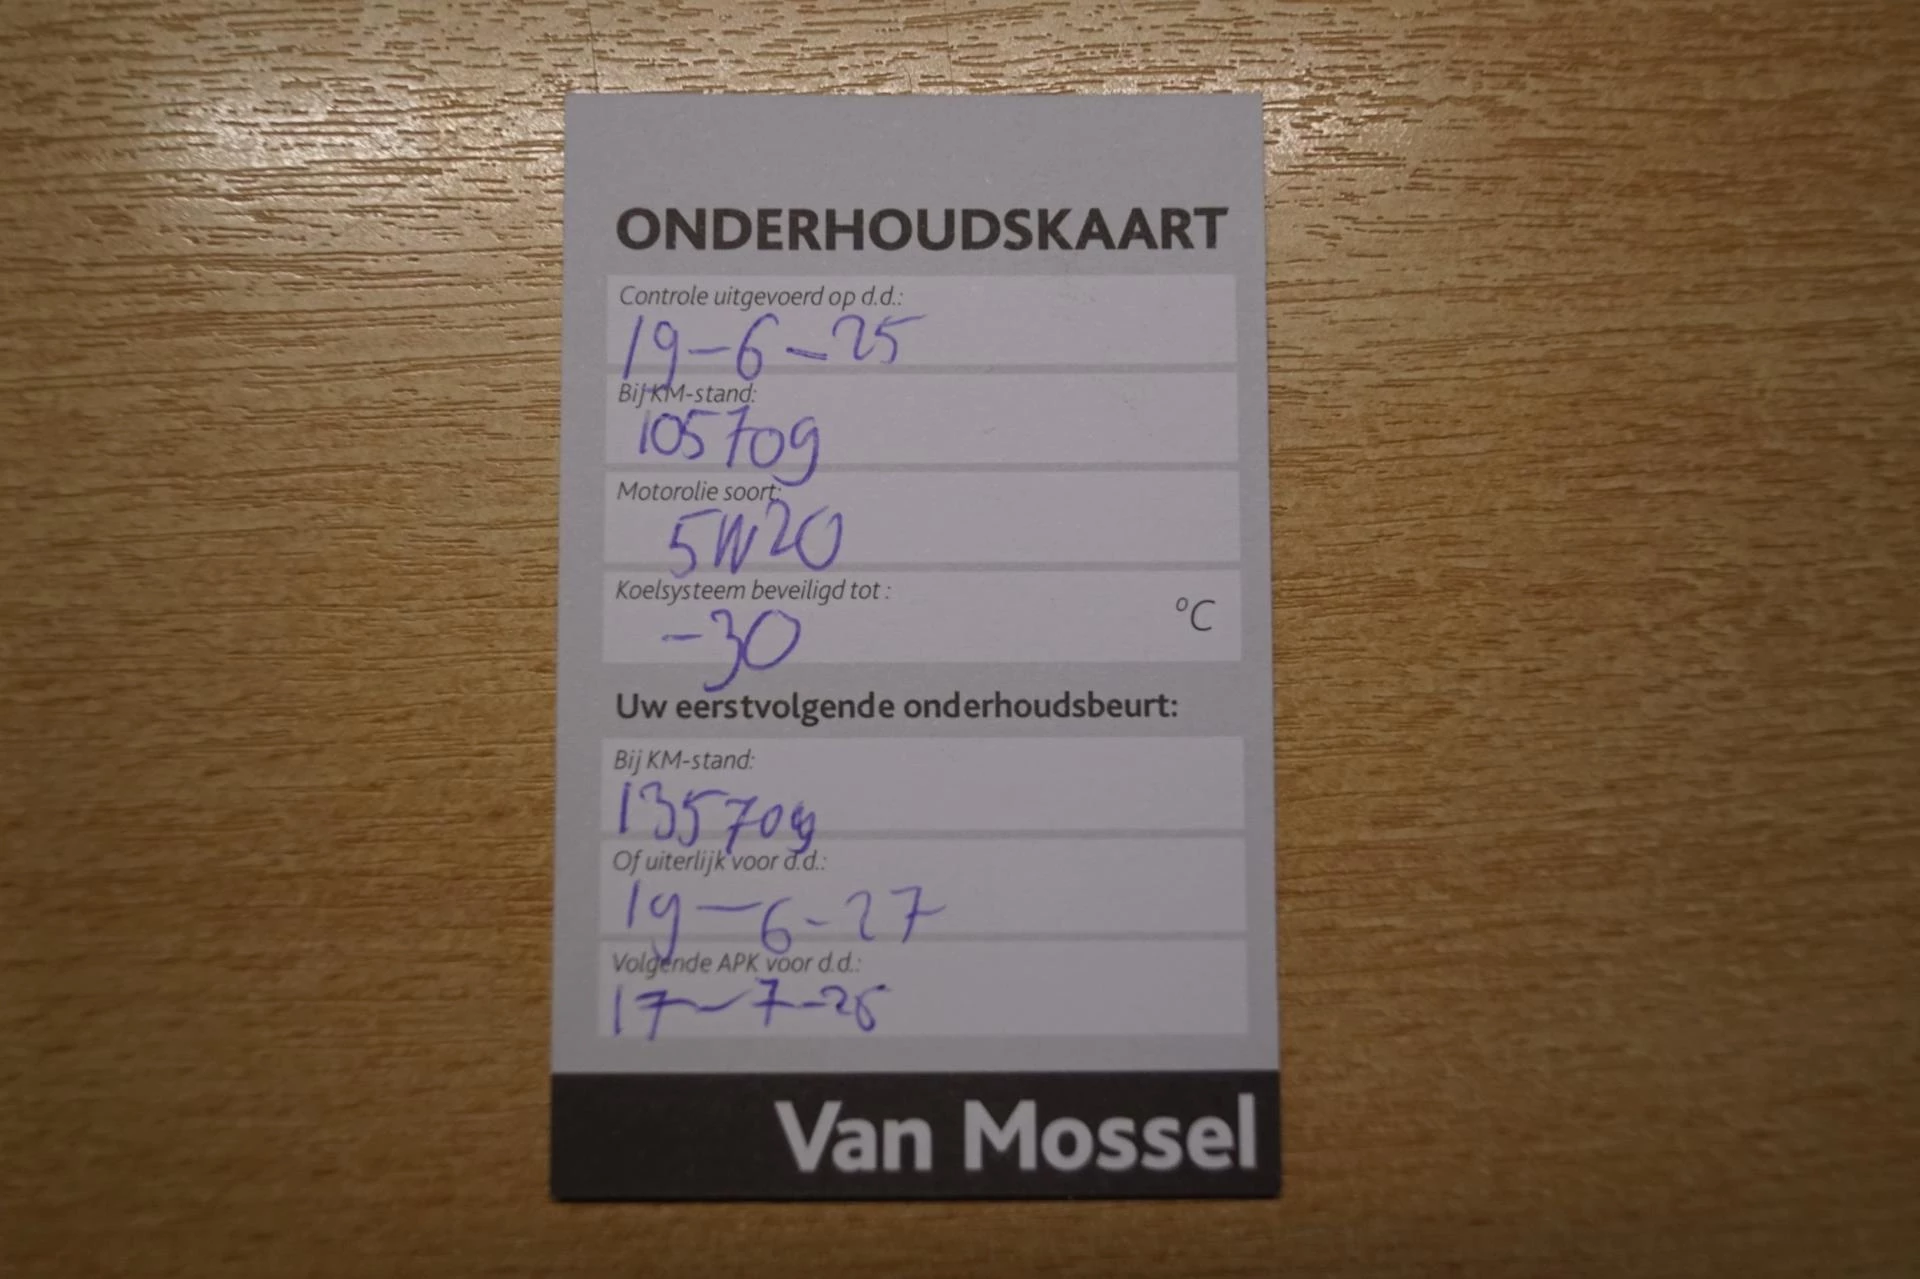 ONDERHOUDSKAART
Controle uitgevoerd op d.d.:
19-6-25
Bij KM-stand:
105709
Motorolie soort:
5W20
Koelsysteem beveiligd tot :
°C
-30
Uw eerstvolgende onderhoudsbeurt:
Bij KM-stand:
135709
Of uiterlijk voor d.d.:
19-6-27
Volgende APK voor d.d.:
17-7-26
Van Mossel